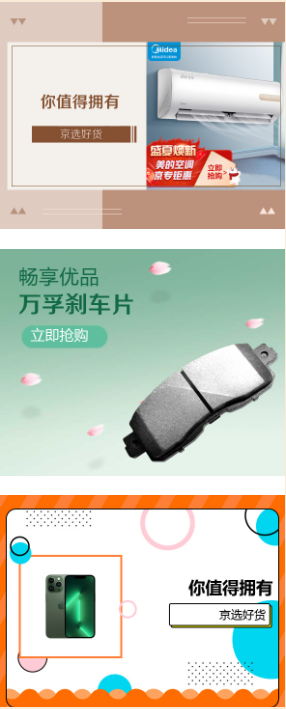 Midea
你值得拥有
京选好货
盛夏焕新
美的空调
京专钜惠
立即
抢购
畅享优品
万孚刹车片
立即抢购
你值得拥有
京选好货